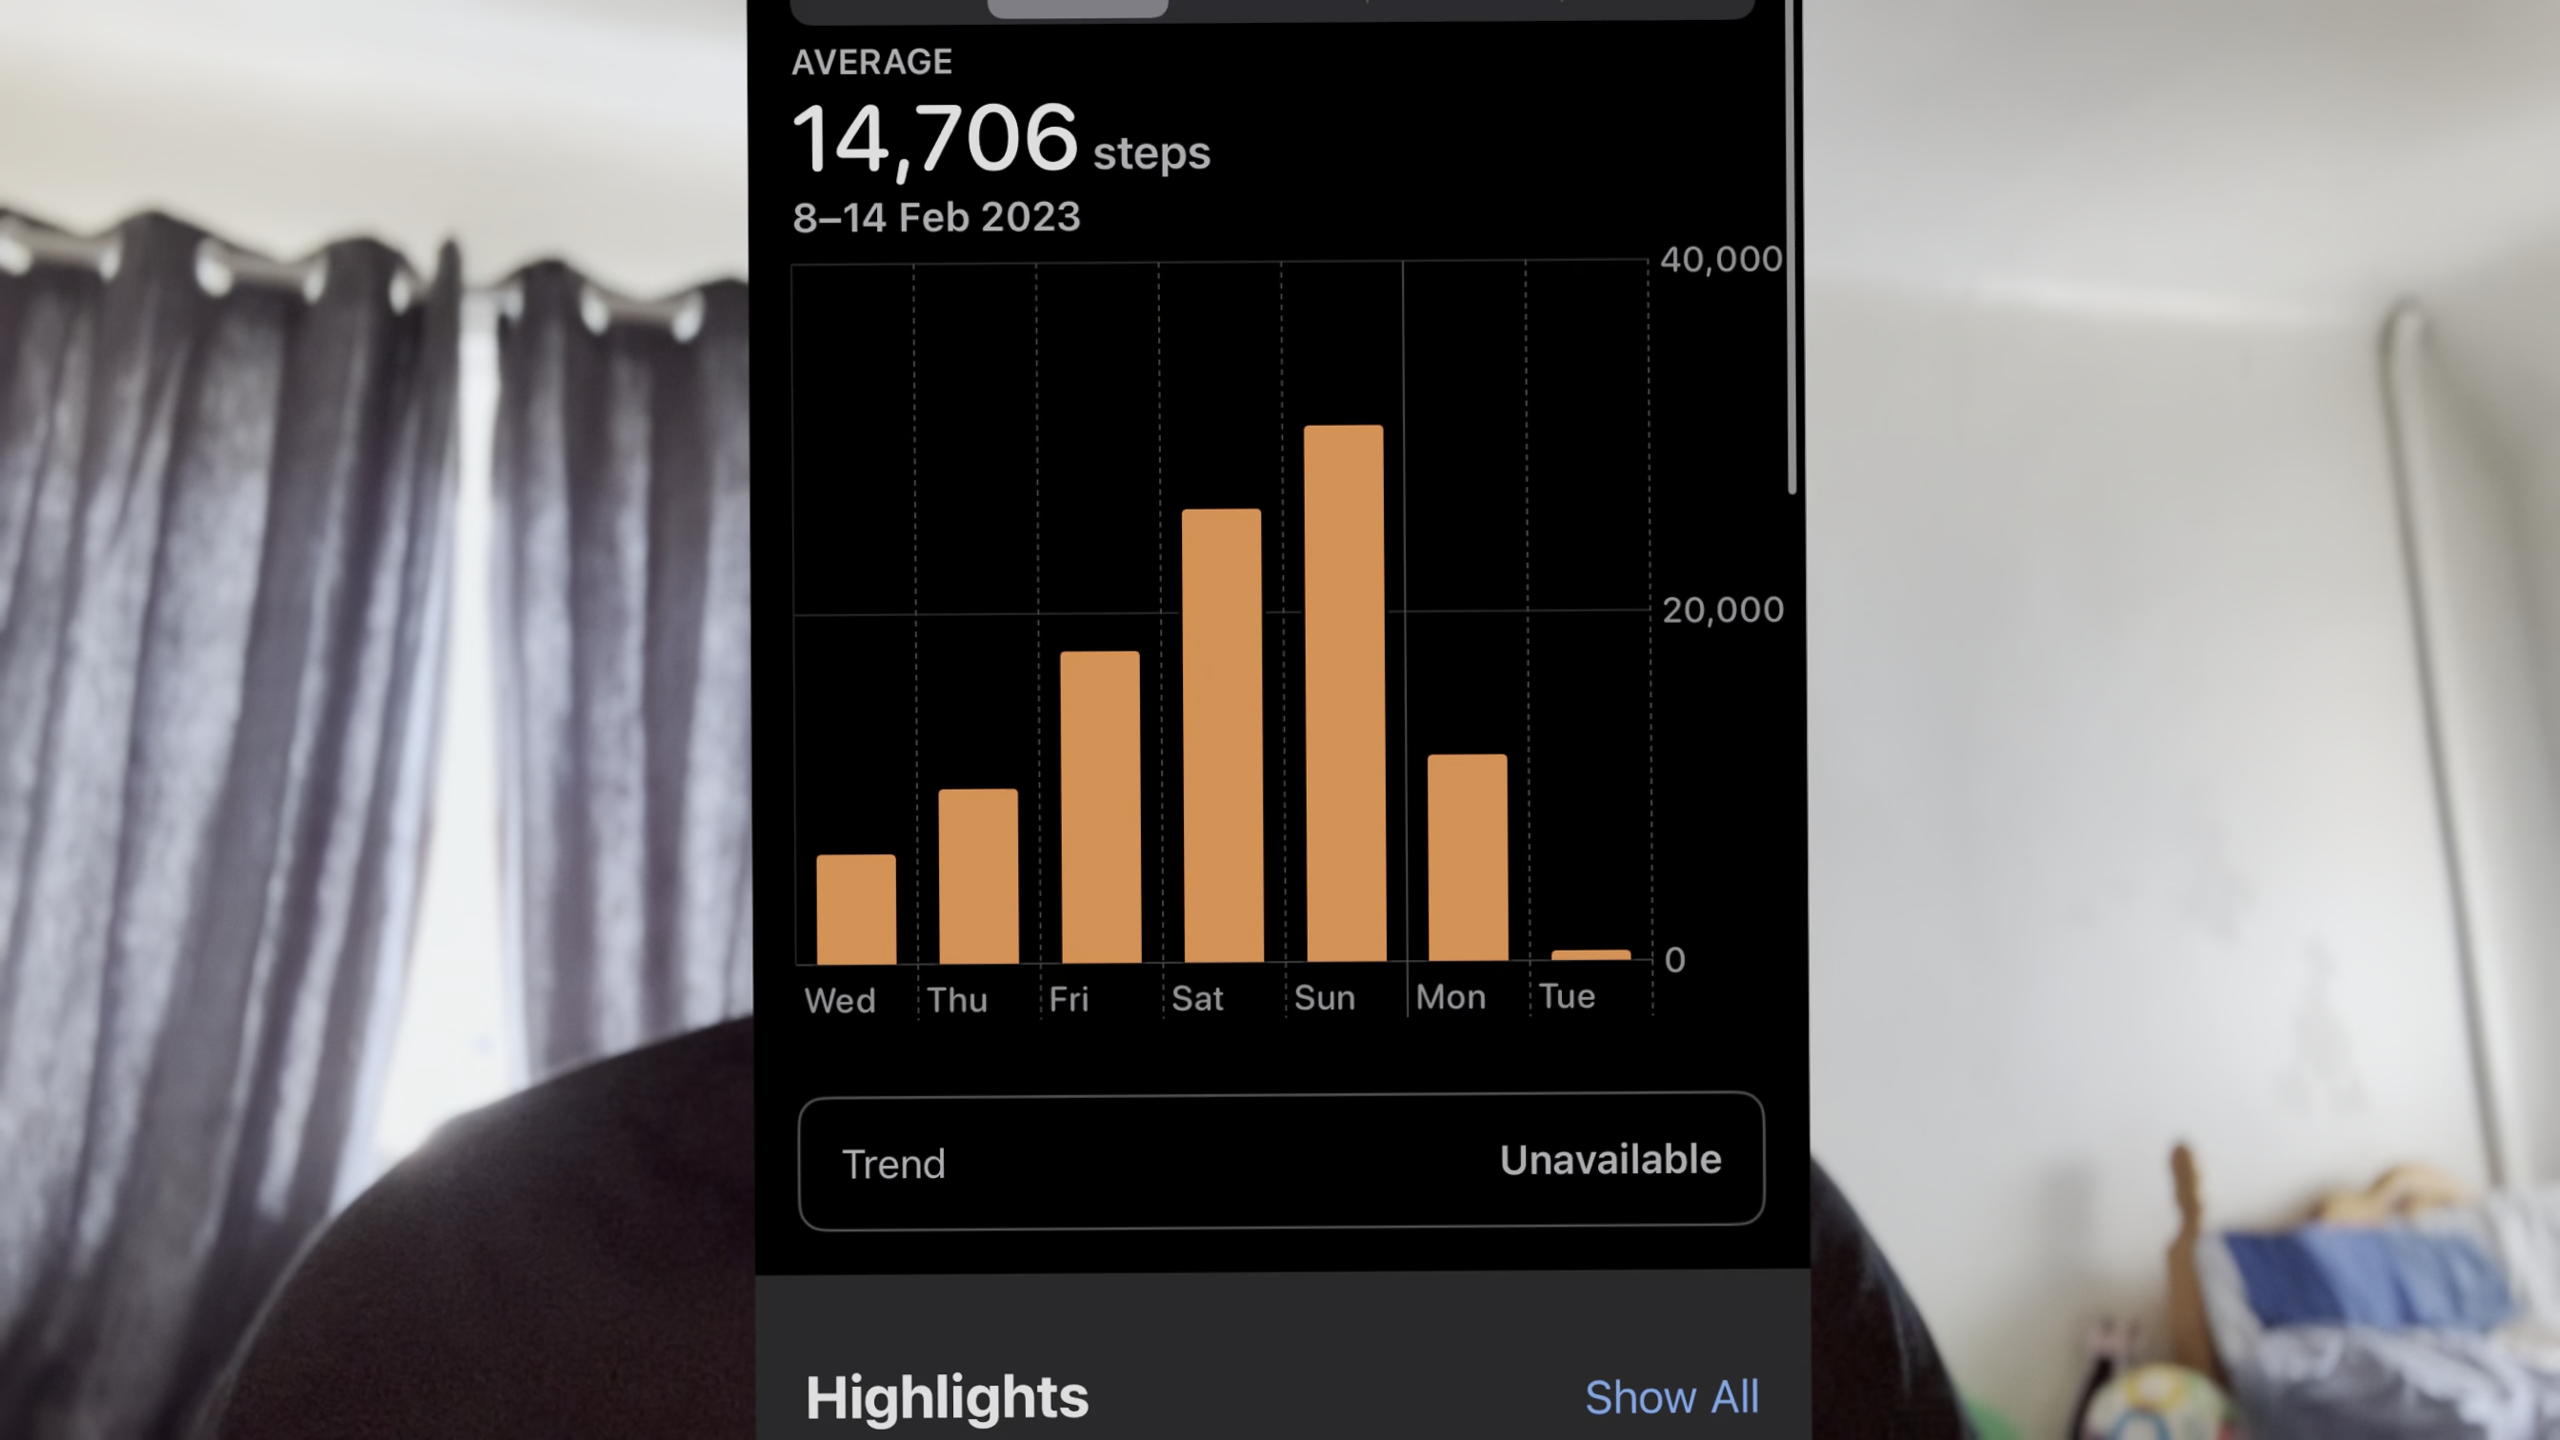 AVERAGE
14,706 steps
8–14 Feb 2023
40,000
20,000
0
Wed Thu Fri Sat Sun Mon Tue
Trend Unavailable
Highlights Show All